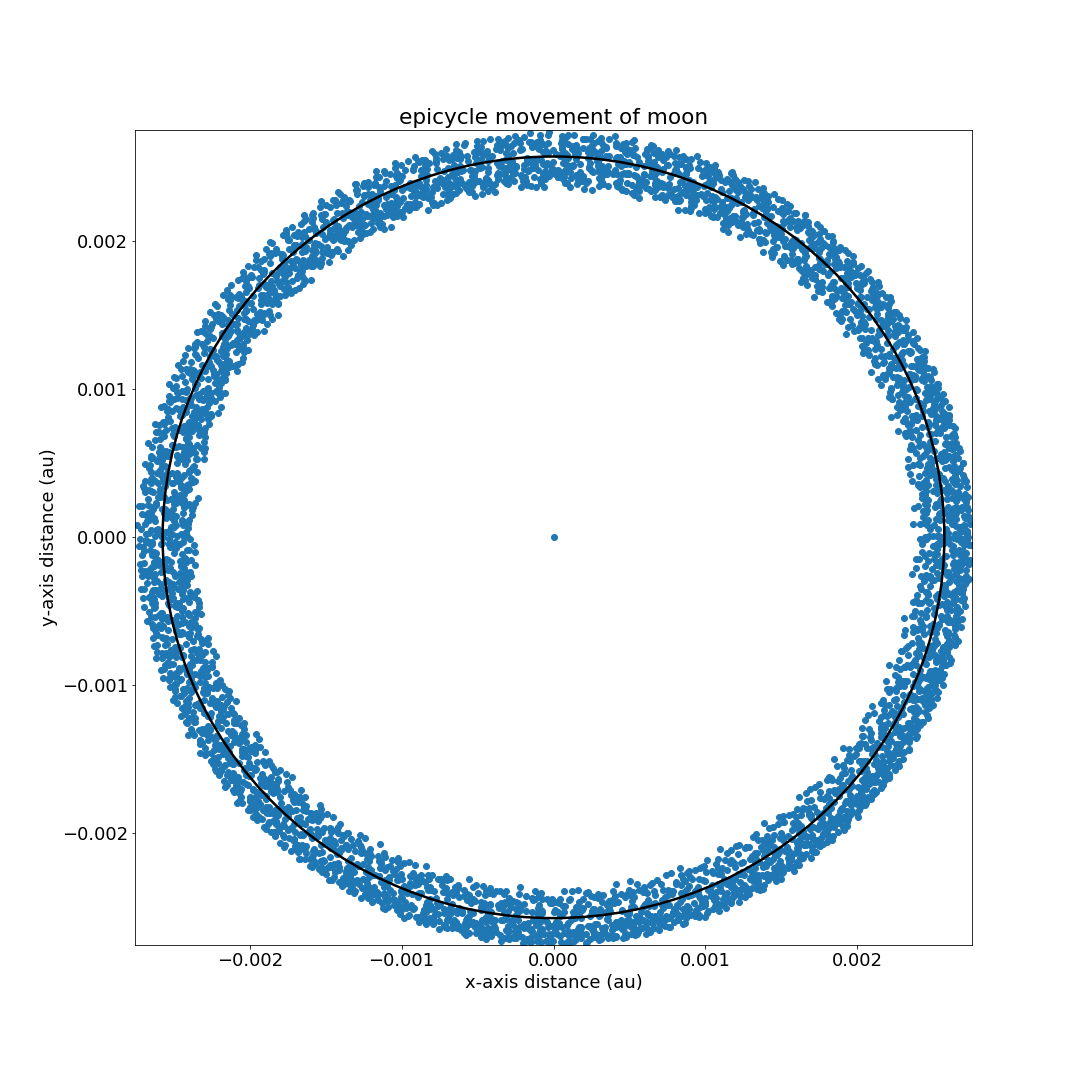 epicycle movement of moon
0.002
0.001
0.000
−0.001
−0.002
y-axis distance (au)
−0.002 −0.001 0.000 0.001 0.002
x-axis distance (au)